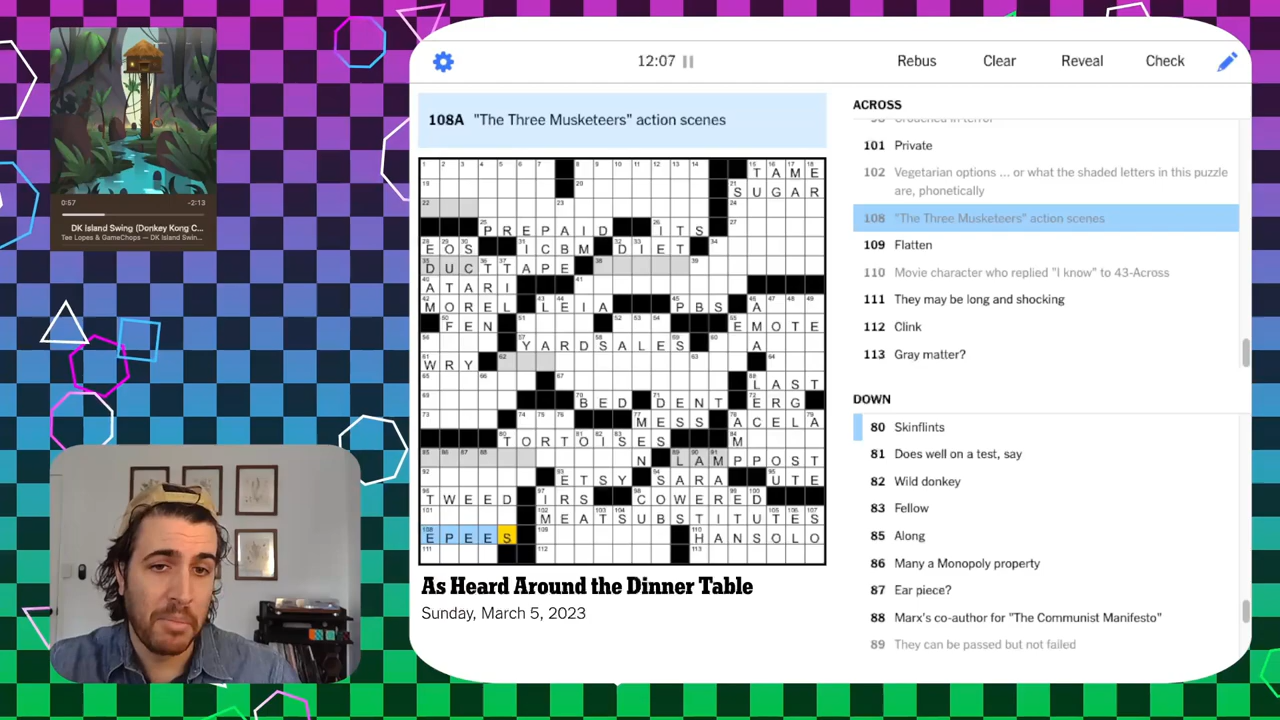 12:07
Rebus
Clear
Reveal
Check
108A "The Three Musketeers" action scenes
ACROSS
101 Private
102 Vegetarian options ... or what the shaded letters in this puzzle
are, phonetically
108 "The Three Musketeers" action scenes
109 Flatten
110 Movie character who replied "I know" to 43-Across
111 They may be long and shocking
112 Clink
113 Gray matter?
DOWN
80 Skinflints
81 Does well on a test, say
82 Wild donkey
83 Fellow
85 Along
86 Many a Monopoly property
87 Ear piece?
88 Marx's co-author for "The Communist Manifesto"
89 They can be passed but not failed
TAME
SUGAR
PREPAID ITS
EOS ICBM DIET
DUCTTAPE
ATARI
MOREL LEIA PBS A
FEN EMOTE
YARDSALES A
WRY
LAST
BED DENT ERG
MESS ACELA
TORTOISES M
N LAMPPOST
ETSY SARA UTE
TWEED IRS COWERED
MEATSUBSTITUTES
EPEES HANSOLO
As Heard Around the Dinner Table
Sunday, March 5, 2023
0:57
-2:13
DK Island Swing (Donkey Kong C...
Tee Lopes & GameChops — DK Island Swin...